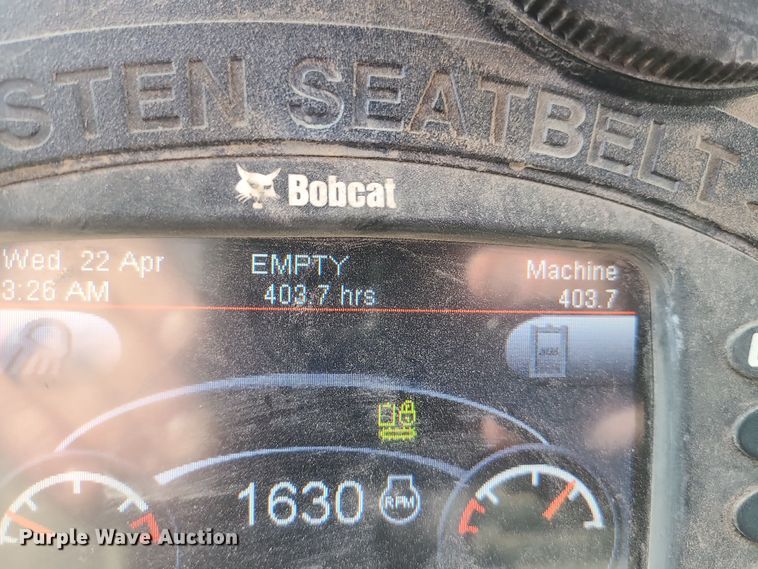 STEN SEATBELT
Bobcat
Wed, 22 Apr EMPTY Machine
3:26 AM 403.7 hrs 403.7
1630 RPM
Purple Wave Auction